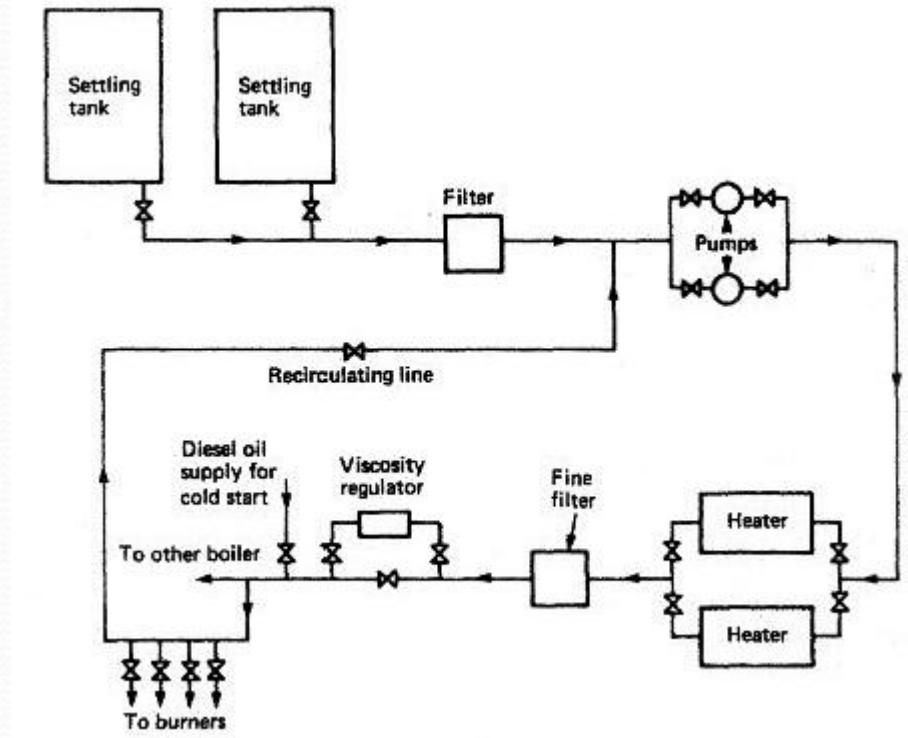 Settling
tank
Settling
tank
Filter
Pumps
Recirculating line
Diesel oil
supply for
cold start
Viscosity
regulator
Fine
filter
Heater
To other boiler
Heater
To burners